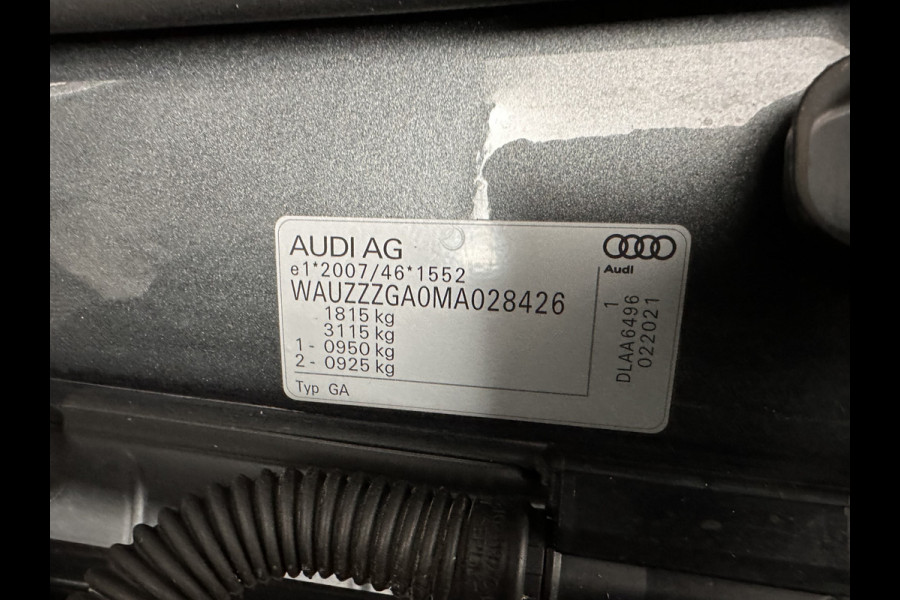 AUDI AG
e1*2007/46*1552
WAUZZZGA0MA028426
1815 kg
3115 kg
1 - 0950 kg
2 - 0925 kg
Typ GA
Audi
1
DLAA6496
022021